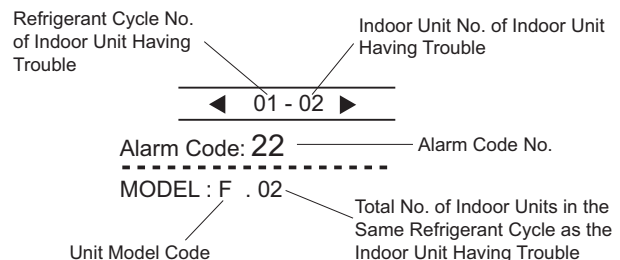 Refrigerant Cycle No.
of Indoor Unit Having
Trouble
Indoor Unit No. of Indoor Unit
Having Trouble
◀ 01 - 02 ▶
Alarm Code: 22
Alarm Code No.
MODEL : F . 02
Total No. of Indoor Units in the
Same Refrigerant Cycle as the
Indoor Unit Having Trouble
Unit Model Code